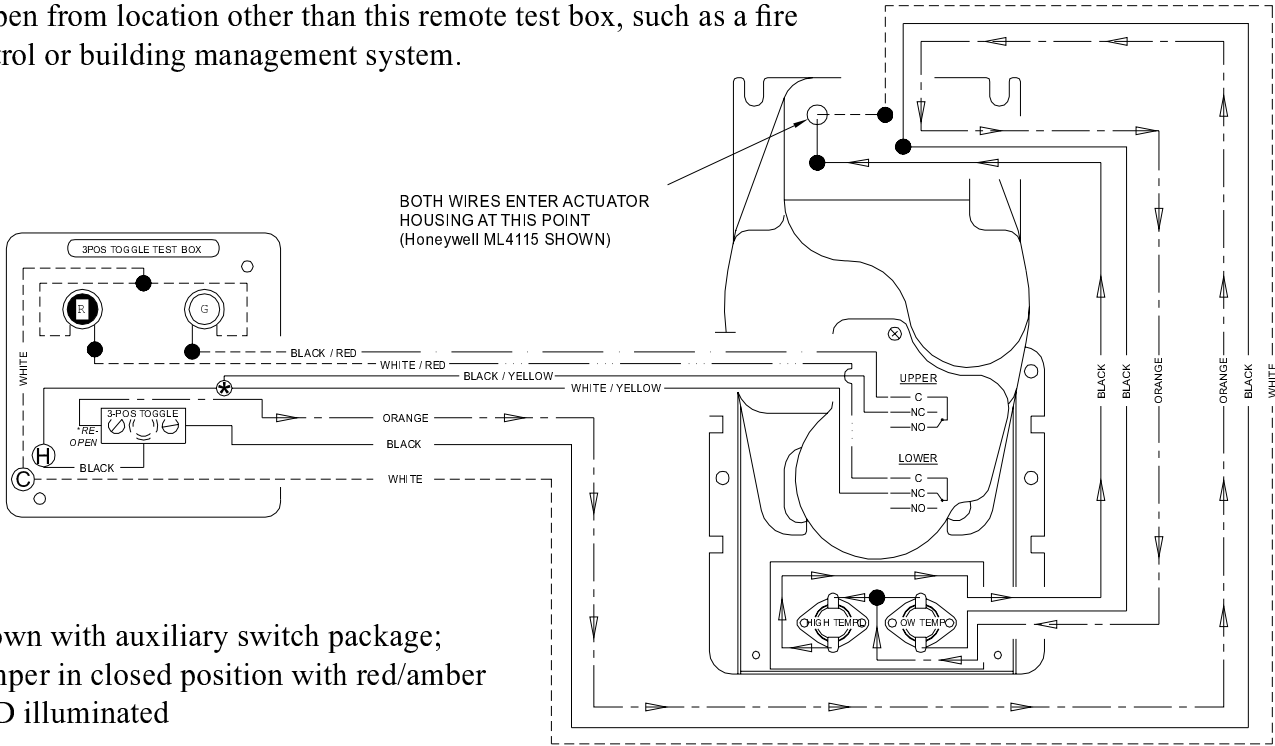 pen from location other than this remote test box, such as a fire
trol or building management system.
BOTH WIRES ENTER ACTUATOR
HOUSING AT THIS POINT
(Honeywell ML4115 SHOWN)
3POS TOGGLE TEST BOX
R
G
WHITE
BLACK / RED
WHITE / RED
BLACK / YELLOW
WHITE / YELLOW
3-POS TOGGLE
*RE-
OPEN
ORANGE
BLACK
H
BLACK
C
WHITE
UPPER
C
NC
NO
LOWER
C
NC
NO
BLACK
BLACK
ORANGE
ORANGE
BLACK
WHITE
HIGH TEMP
OW TEMP
own with auxiliary switch package;
mper in closed position with red/amber
D illuminated